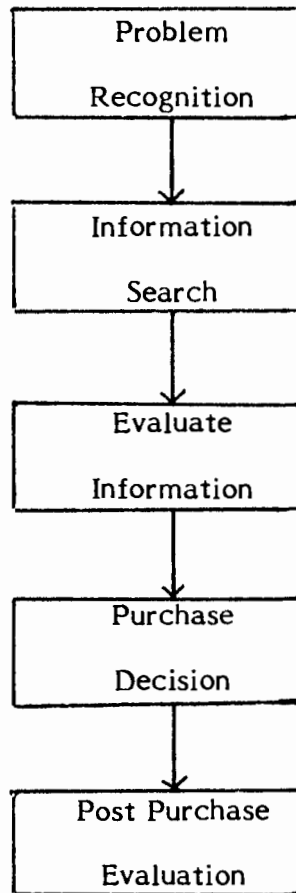 Problem
Recognition
Information
Search
Evaluate
Information
Purchase
Decision
Post Purchase
Evaluation